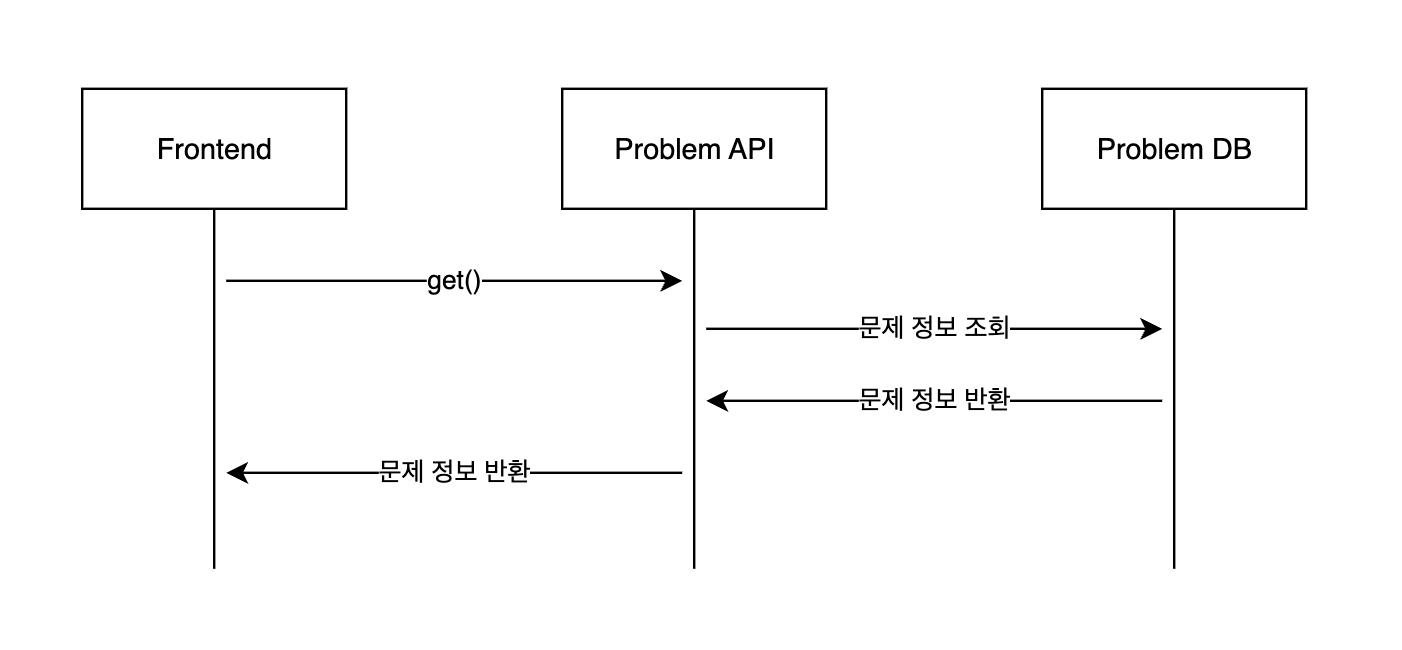 Frontend
Problem API
Problem DB
get()
문제 정보 조회
문제 정보 반환
문제 정보 반환